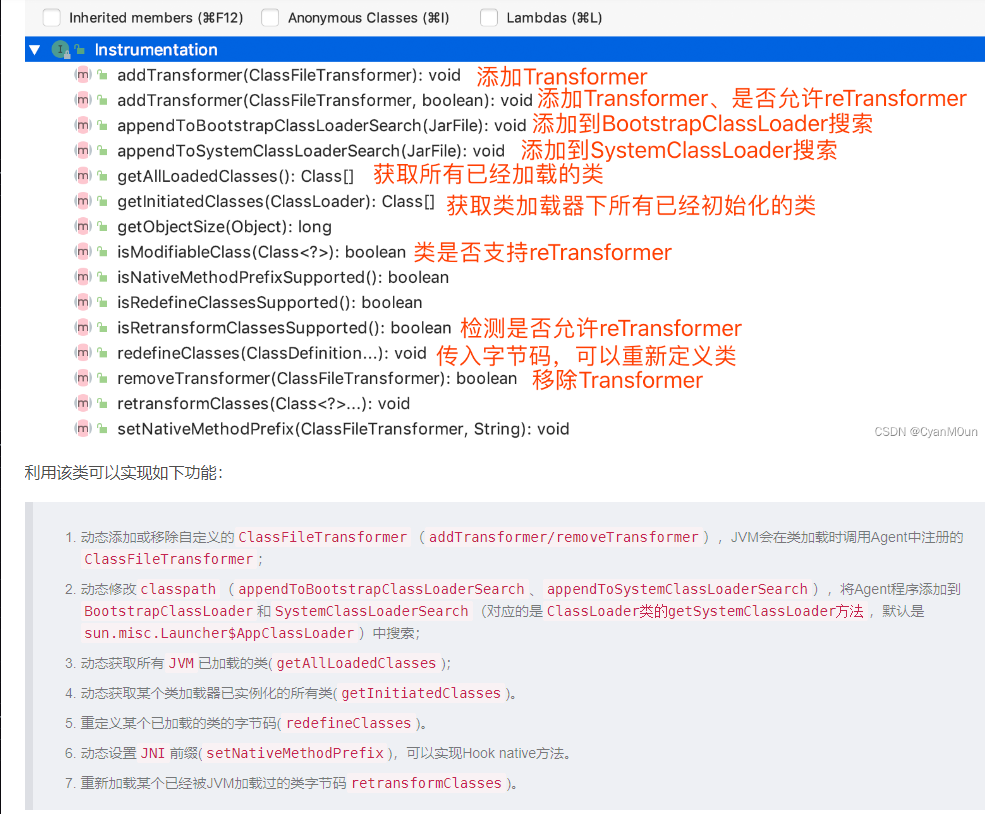 Inherited members (⌘F12) Anonymous Classes (⌘I) Lambdas (⌘L)
Instrumentation
addTransformer(ClassFileTransformer): void 添加Transformer
addTransformer(ClassFileTransformer, boolean): void 添加Transformer、是否允许reTransformer
appendToBootstrapClassLoaderSearch(JarFile): void 添加到BootstrapClassLoader搜索
appendToSystemClassLoaderSearch(JarFile): void 添加到SystemClassLoader搜索
getAllLoadedClasses(): Class[] 获取所有已经加载的类
getInitiatedClasses(ClassLoader): Class[] 获取类加载器下所有已经初始化的类
getObjectSize(Object): long
isModifiableClass(Class<?>): boolean 类是否支持reTransformer
isNativeMethodPrefixSupported(): boolean
isRedefineClassesSupported(): boolean
isRetransformClassesSupported(): boolean 检测是否允许reTransformer
redefineClasses(ClassDefinition...): void 传入字节码，可以重新定义类
removeTransformer(ClassFileTransformer): boolean 移除Transformer
retransformClasses(Class<?>...): void
setNativeMethodPrefix(ClassFileTransformer, String): void
CSDN @CyanM0un
利用该类可以实现如下功能：
1. 动态添加或移除自定义的 ClassFileTransformer （ addTransformer/removeTransformer ），JVM会在类加载时调用Agent中注册的
ClassFileTransformer ；
2. 动态修改 classpath （ appendToBootstrapClassLoaderSearch 、 appendToSystemClassLoaderSearch ），将Agent程序添加到
BootstrapClassLoader 和 SystemClassLoaderSearch （对应的是 ClassLoader类的getSystemClassLoader方法 ，默认是
sun.misc.Launcher$AppClassLoader ）中搜索；
3. 动态获取所有 JVM 已加载的类( getAllLoadedClasses );
4. 动态获取某个类加载器已实例化的所有类( getInitiatedClasses )。
5. 重定义某个已加载的类的字节码( redefineClasses )。
6. 动态设置 JNI 前缀( setNativeMethodPrefix )，可以实现Hook native方法。
7. 重新加载某个已经被JVM加载过的类字节码 retransformClasses )。